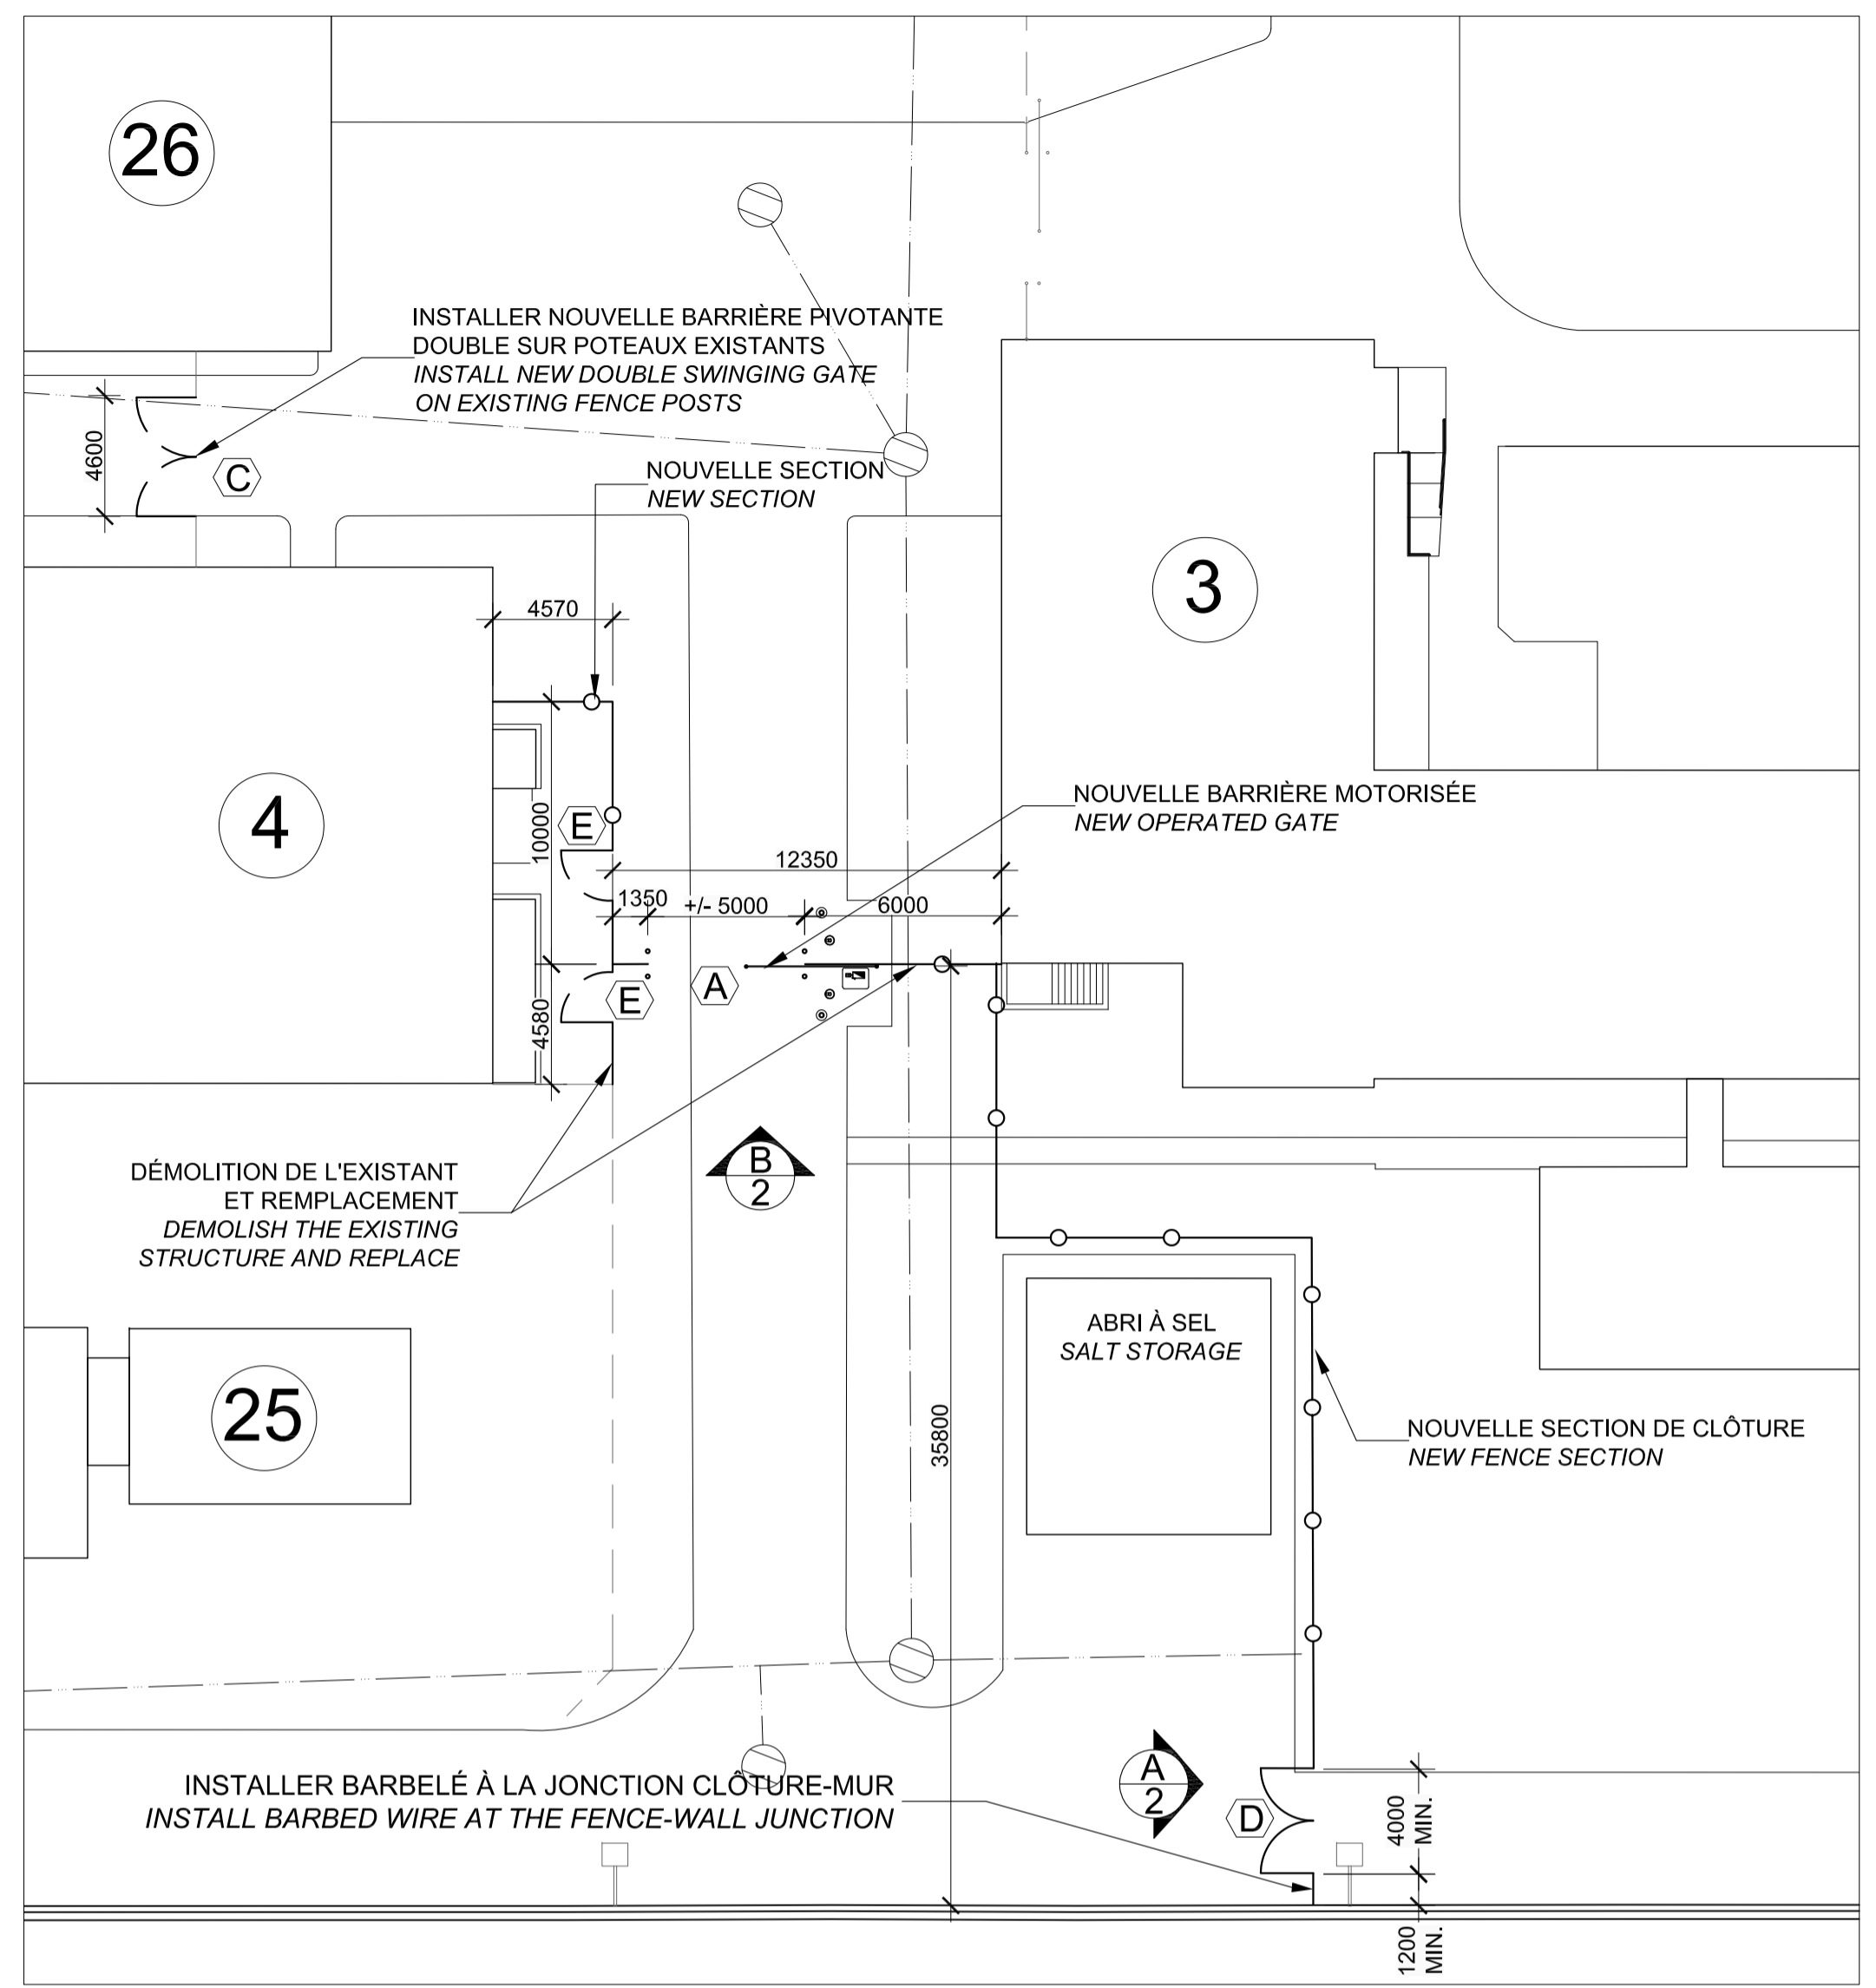 26
INSTALLER NOUVELLE BARRIÈRE PIVOTANTE
DOUBLE SUR POTEAUX EXISTANTS
INSTALL NEW DOUBLE SWINGING GATE
ON EXISTING FENCE POSTS
4600
C
NOUVELLE SECTION
NEW SECTION
3
4570
4
10000
E
NOUVELLE BARRIÈRE MOTORISÉE
NEW OPERATED GATE
12350
1350
+/- 5000
6000
E
A
4580
DÉMOLITION DE L'EXISTANT
ET REMPLACEMENT
DEMOLISH THE EXISTING
STRUCTURE AND REPLACE
B
2
ABRI À SEL
SALT STORAGE
25
35800
NOUVELLE SECTION DE CLÔTURE
NEW FENCE SECTION
INSTALLER BARBELÉ À LA JONCTION CLÔTURE-MUR
INSTALL BARBED WIRE AT THE FENCE-WALL JUNCTION
A
2
D
4000
MIN.
1200
MIN.